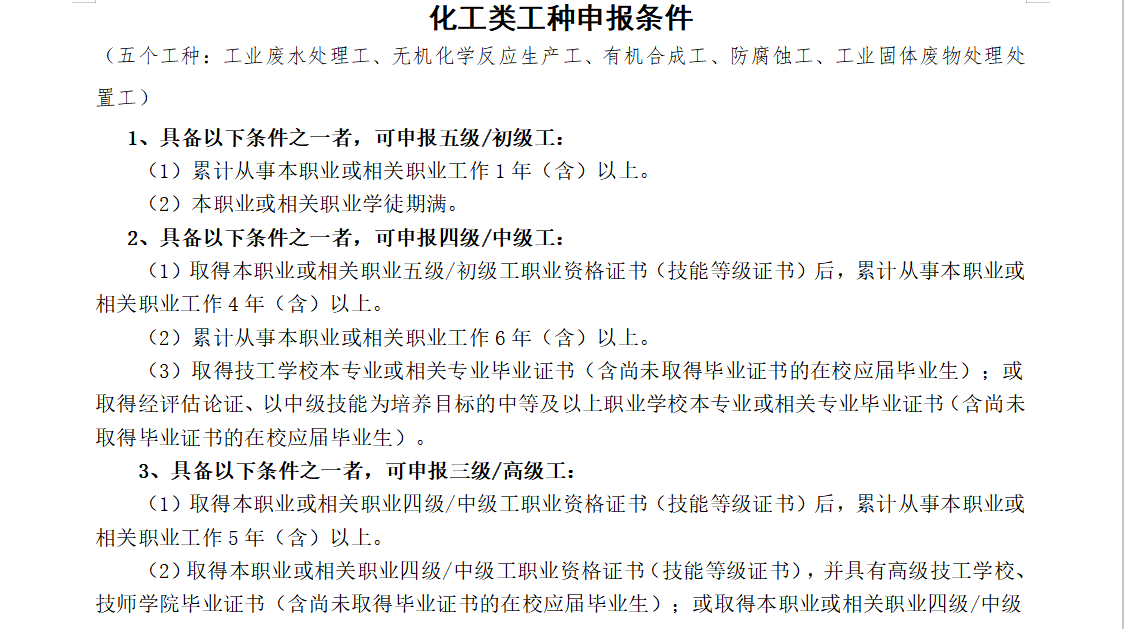 化工类工种申报条件
（五个工种：工业废水处理工、无机化学反应生产工、有机合成工、防腐蚀工、工业固体废物处理处
置工）
1、具备以下条件之一者，可申报五级/初级工：
（1）累计从事本职业或相关职业工作 1 年（含）以上。
（2）本职业或相关职业学徒期满。
2、具备以下条件之一者，可申报四级/中级工：
（1）取得本职业或相关职业五级/初级工职业资格证书（技能等级证书）后，累计从事本职业或
相关职业工作 4 年（含）以上。
（2）累计从事本职业或相关职业工作 6 年（含）以上。
（3）取得技工学校本专业或相关专业毕业证书（含尚未取得毕业证书的在校应届毕业生）；或
取得经评估论证、以中级技能为培养目标的中等及以上职业学校本专业或相关专业毕业证书（含尚未
取得毕业证书的在校应届毕业生）。
3、具备以下条件之一者，可申报三级/高级工：
（1）取得本职业或相关职业四级/中级工职业资格证书（技能等级证书）后，累计从事本职业或
相关职业工作 5 年（含）以上。
（2）取得本职业或相关职业四级/中级工职业资格证书（技能等级证书），并具有高级技工学校、
技师学院毕业证书（含尚未取得毕业证书的在校应届毕业生）；或取得本职业或相关职业四级/中级